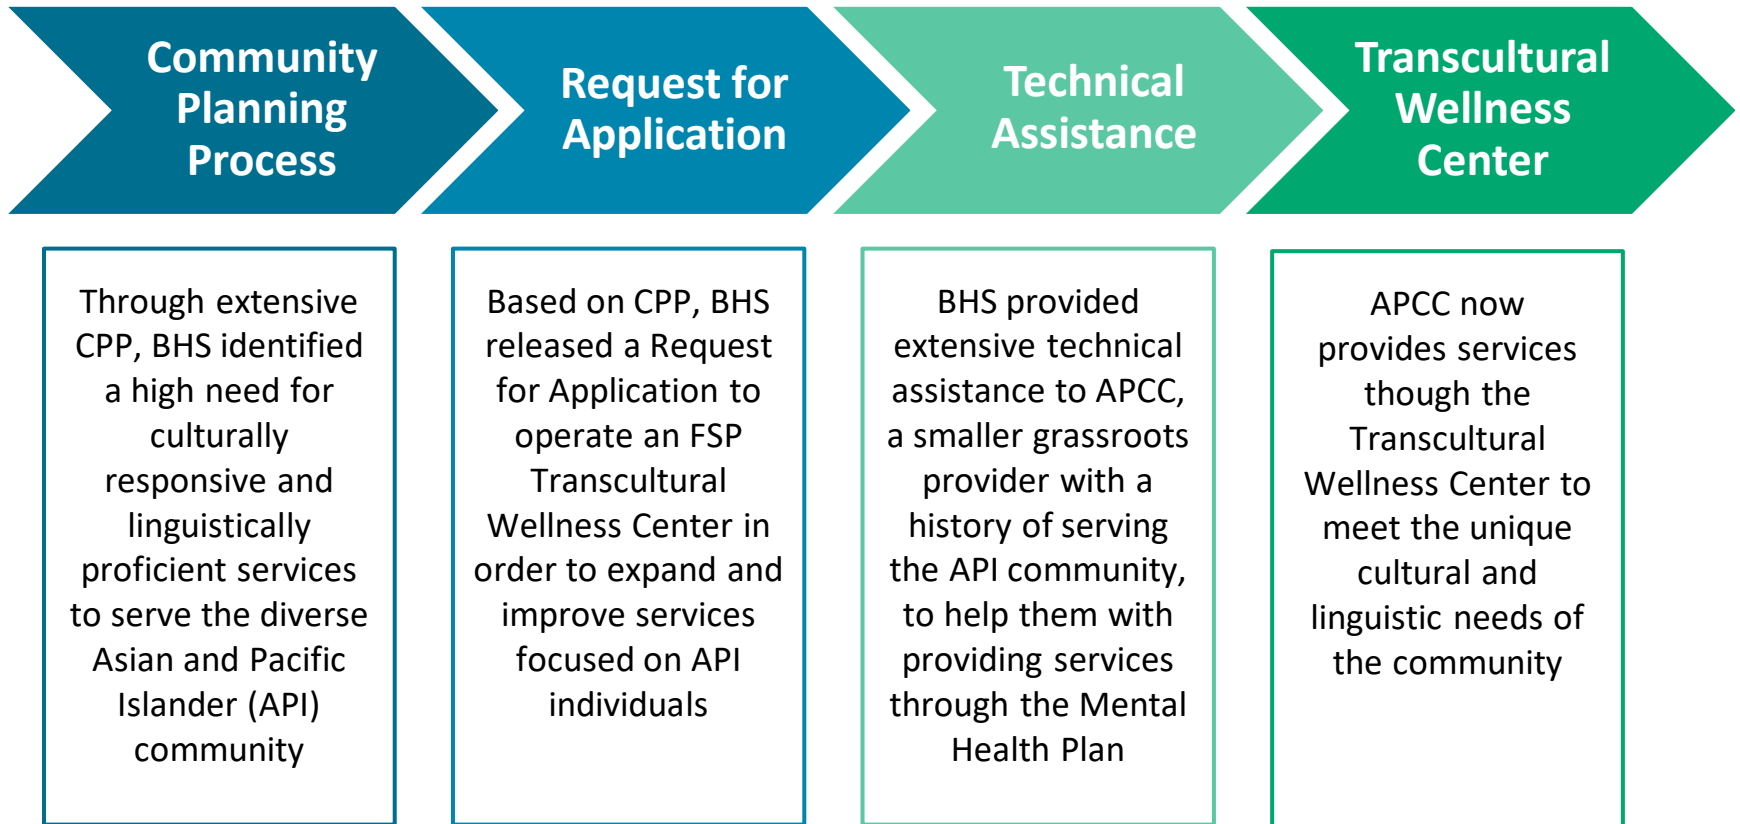 Community
Planning
Process
Request for
Application
Technical
Assistance
Transcultural
Wellness
Center
Through extensive
CPP, BHS identified
a high need for
culturally
responsive and
linguistically
proficient services
to serve the diverse
Asian and Pacific
Islander (API)
community
Based on CPP, BHS
released a Request
for Application to
operate an FSP
Transcultural
Wellness Center in
order to expand and
improve services
focused on API
individuals
BHS provided
extensive technical
assistance to APCC,
a smaller grassroots
provider with a
history of serving
the API community,
to help them with
providing services
through the Mental
Health Plan
APCC now
provides services
though the
Transcultural
Wellness Center to
meet the unique
cultural and
linguistic needs of
the community